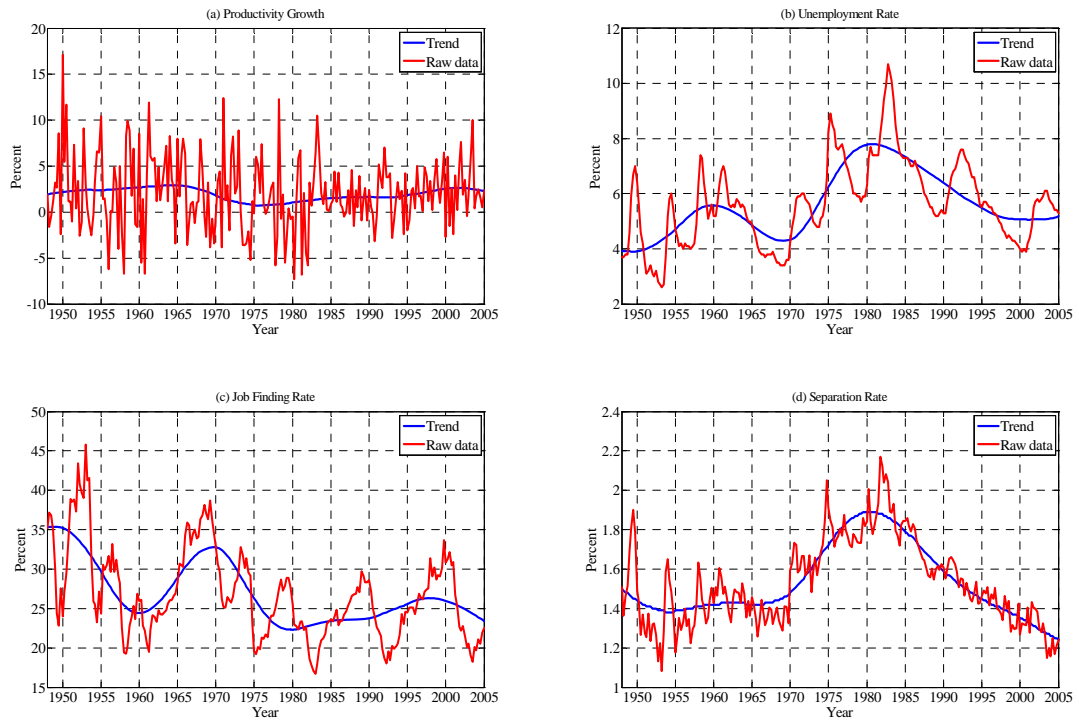 (a) Productivity Growth
20
15
10
5
0
-5
-10
Percent
1950 1955 1960 1965 1970 1975 1980 1985 1990 1995 2000 2005
Year
Trend
Raw data
(b) Unemployment Rate
12
10
8
6
4
2
Percent
1950 1955 1960 1965 1970 1975 1980 1985 1990 1995 2000 2005
Year
Trend
Raw data
(c) Job Finding Rate
50
45
40
35
30
25
20
15
Percent
1950 1955 1960 1965 1970 1975 1980 1985 1990 1995 2000 2005
Year
Trend
Raw data
(d) Separation Rate
2.4
2.2
2
1.8
1.6
1.4
1.2
1
Percent
1950 1955 1960 1965 1970 1975 1980 1985 1990 1995 2000 2005
Year
Trend
Raw data